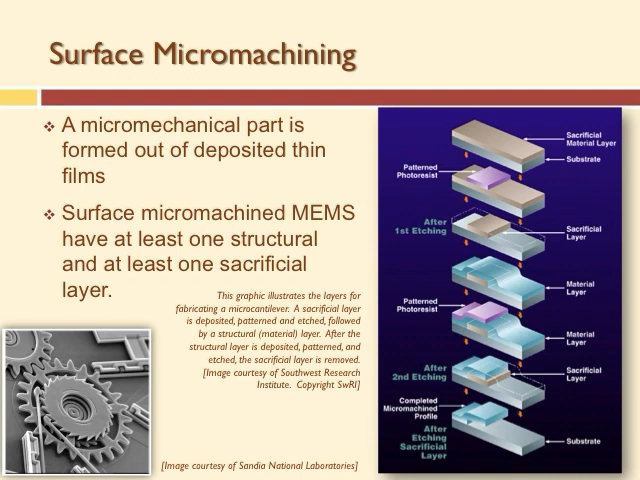 Surface Micromachining
❖ A micromechanical part is
formed out of deposited thin
films
❖ Surface micromachined MEMS
have at least one structural
and at least one sacrificial
layer.
This graphic illustrates the layers for
fabricating a microcantilever. A sacrificial layer
is deposited, patterned and etched, followed
by a structural (material) layer. After the
structural layer is deposited, patterned, and
etched, the sacrificial layer is removed.
[Image courtesy of Southwest Research
Institute. Copyright SwRI]
[Image courtesy of Sandia National Laboratories]
Sacrificial
Material Layer
Substrate
Patterned
Photoresist
After
1st Etching
Sacrificial
Layer
Material
Layer
Patterned
Photoresist
Material
Layer
After
2nd Etching
Sacrificial
Layer
Completed
Micromachined
Profile
After
Etching
Sacrificial
Layer
Substrate